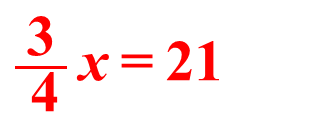 3/4 x = 21